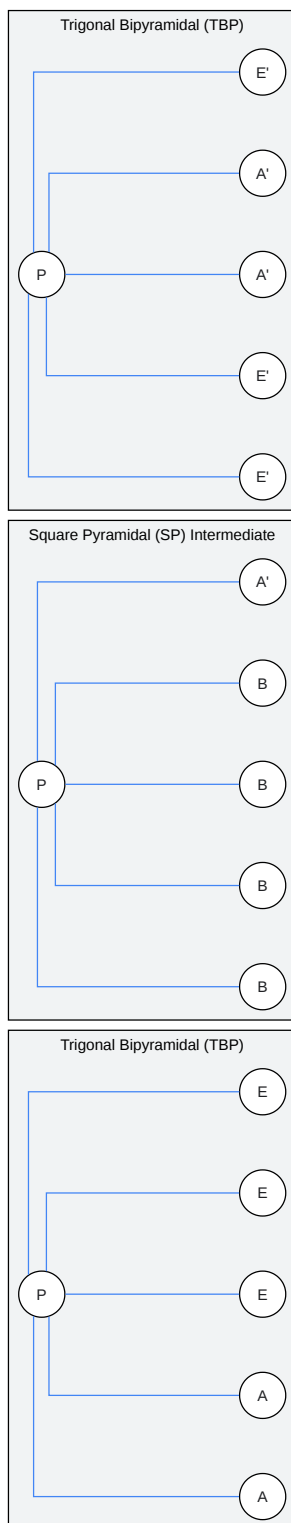 Trigonal Bipyramidal (TBP)
E'
A'
P
A'
E'
E'
Square Pyramidal (SP) Intermediate
A'
B
P
B
B
B
Trigonal Bipyramidal (TBP)
E
E
P
E
A
A